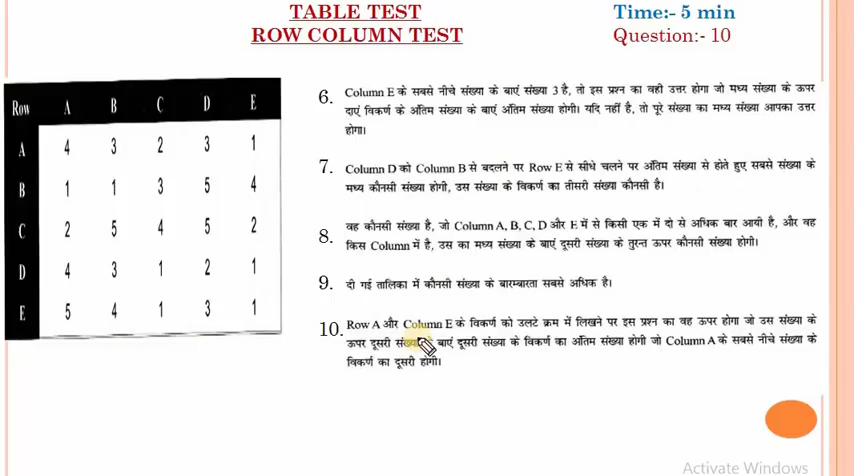 TABLE TEST
ROW COLUMN TEST
Time:- 5 min
Question:- 10
Row A B C D E
A 4 3 2 3 1
B 1 1 3 5 4
C 2 5 4 5 2
D 4 3 1 2 1
E 5 4 1 3 1
6. Column E के सबसे नीचे संख्या के बाएं संख्या 3 है, तो इस प्रश्न का वही उत्तर होगा जो मध्य संख्या के ऊपर
दाएं विकर्ण के अंतिम संख्या के बाएं अंतिम संख्या होगी। यदि नहीं है, तो पूरे संख्या का मध्य संख्या आपका उत्तर
होगा।
7. Column D को Column B से बदलने पर Row E से सीधे चलने पर अंतिम संख्या से होते हुए सबसे संख्या के
मध्य कौनसी संख्या होगी, उस संख्या के विकर्ण का तीसरी संख्या कौनसी है।
8. वह कौनसी संख्या है, जो Column A, B, C, D और E में से किसी एक में दो से अधिक बार आयी है, और वह
किस Column में है, उस का मध्य संख्या के बाएं दूसरी संख्या के तुरन्त ऊपर कौनसी संख्या होगी।
9. दी गई तालिका में कौनसी संख्या के बारम्बारता सबसे अधिक है।
10. Row A और Column E के विकर्ण को उलटे क्रम में लिखने पर इस प्रश्न का वह ऊपर होगा जो उस संख्या के
ऊपर दूसरी संख्या के बाएं दूसरी संख्या के विकर्ण का अंतिम संख्या होगी जो Column A के सबसे नीचे संख्या के
विकर्ण का दूसरी होगी।
Activate Windows